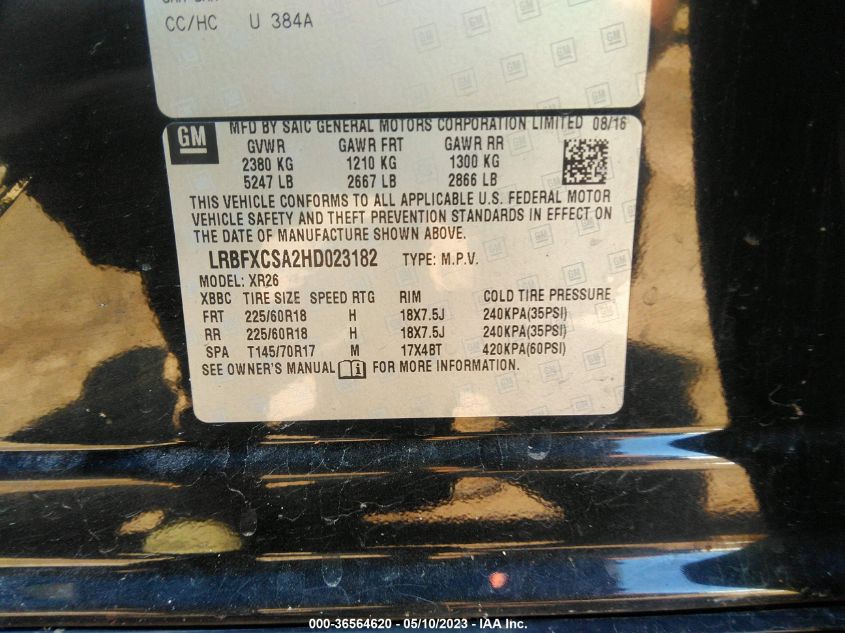 CC/HC U 384A
GM
MFD BY SAIC GENERAL MOTORS CORPORATION LIMITED 08/16
GVWR GAWR FRT GAWR RR
2380 KG 1210 KG 1300 KG
5247 LB 2667 LB 2866 LB
THIS VEHICLE CONFORMS TO ALL APPLICABLE U.S. FEDERAL MOTOR
VEHICLE SAFETY AND THEFT PREVENTION STANDARDS IN EFFECT ON
THE DATE OF MANUFACTURE SHOWN ABOVE.
LRBFXCSA2HD023182 TYPE: M.P.V.
MODEL: XR26
XBBC TIRE SIZE SPEED RTG RIM COLD TIRE PRESSURE
FRT 225/60R18 H 18X7.5J 240KPA(35PSI)
RR 225/60R18 H 18X7.5J 240KPA(35PSI)
SPA T145/70R17 M 17X4BT 420KPA(60PSI)
SEE OWNER'S MANUAL FOR MORE INFORMATION.
000-36564620 - 05/10/2023 - IAA Inc.